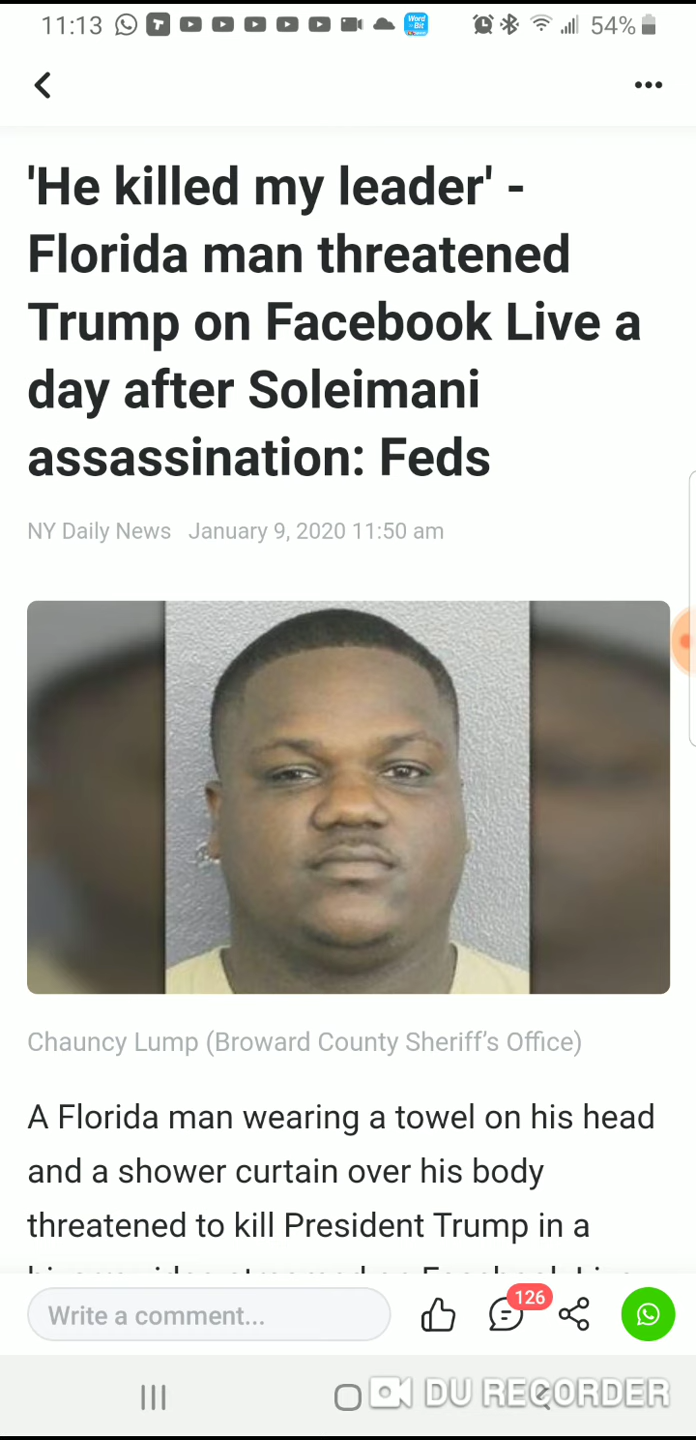 11:13
Word
Bit
54%
'He killed my leader' -
Florida man threatened
Trump on Facebook Live a
day after Soleimani
assassination: Feds
NY Daily News January 9, 2020 11:50 am
Chauncy Lump (Broward County Sheriff's Office)
A Florida man wearing a towel on his head
and a shower curtain over his body
threatened to kill President Trump in a
Write a comment...
126
DU RECORDER